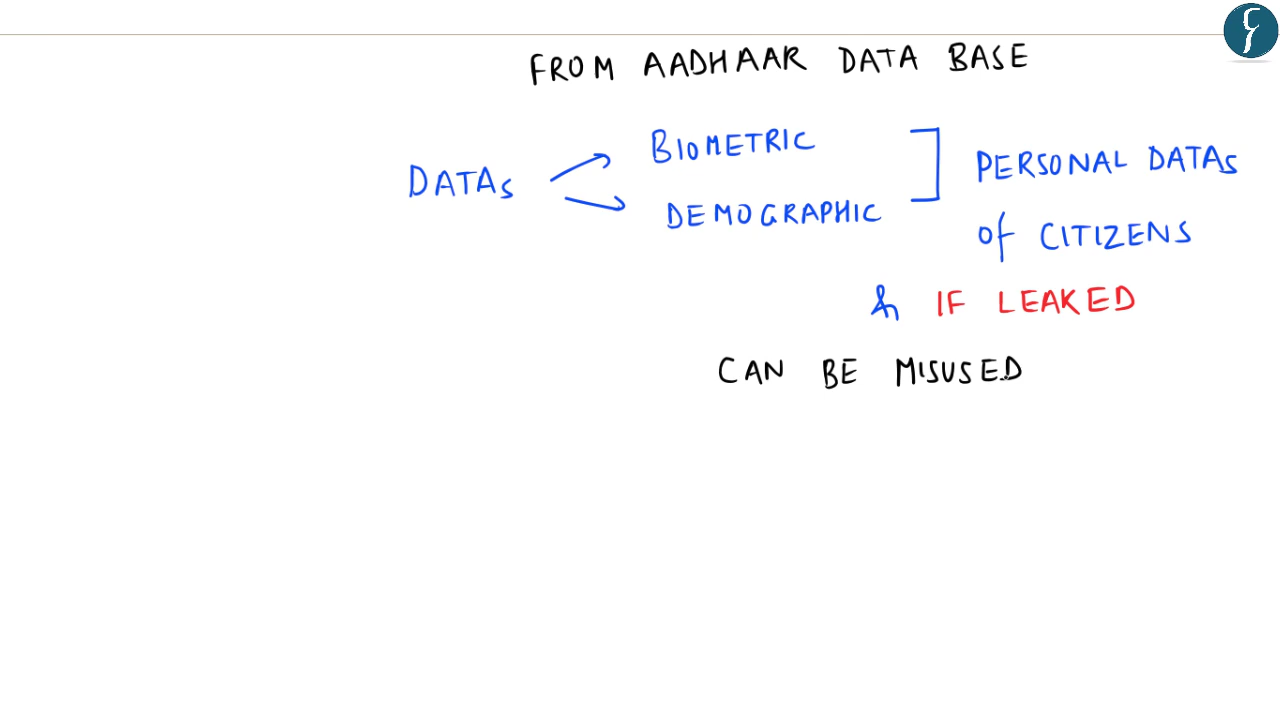 FROM AADHAAR DATA BASE
DATAs
BIOMETRIC
DEMOGRAPHIC
PERSONAL DATAs
of CITIZENS
& IF LEAKED
CAN BE MISUSED